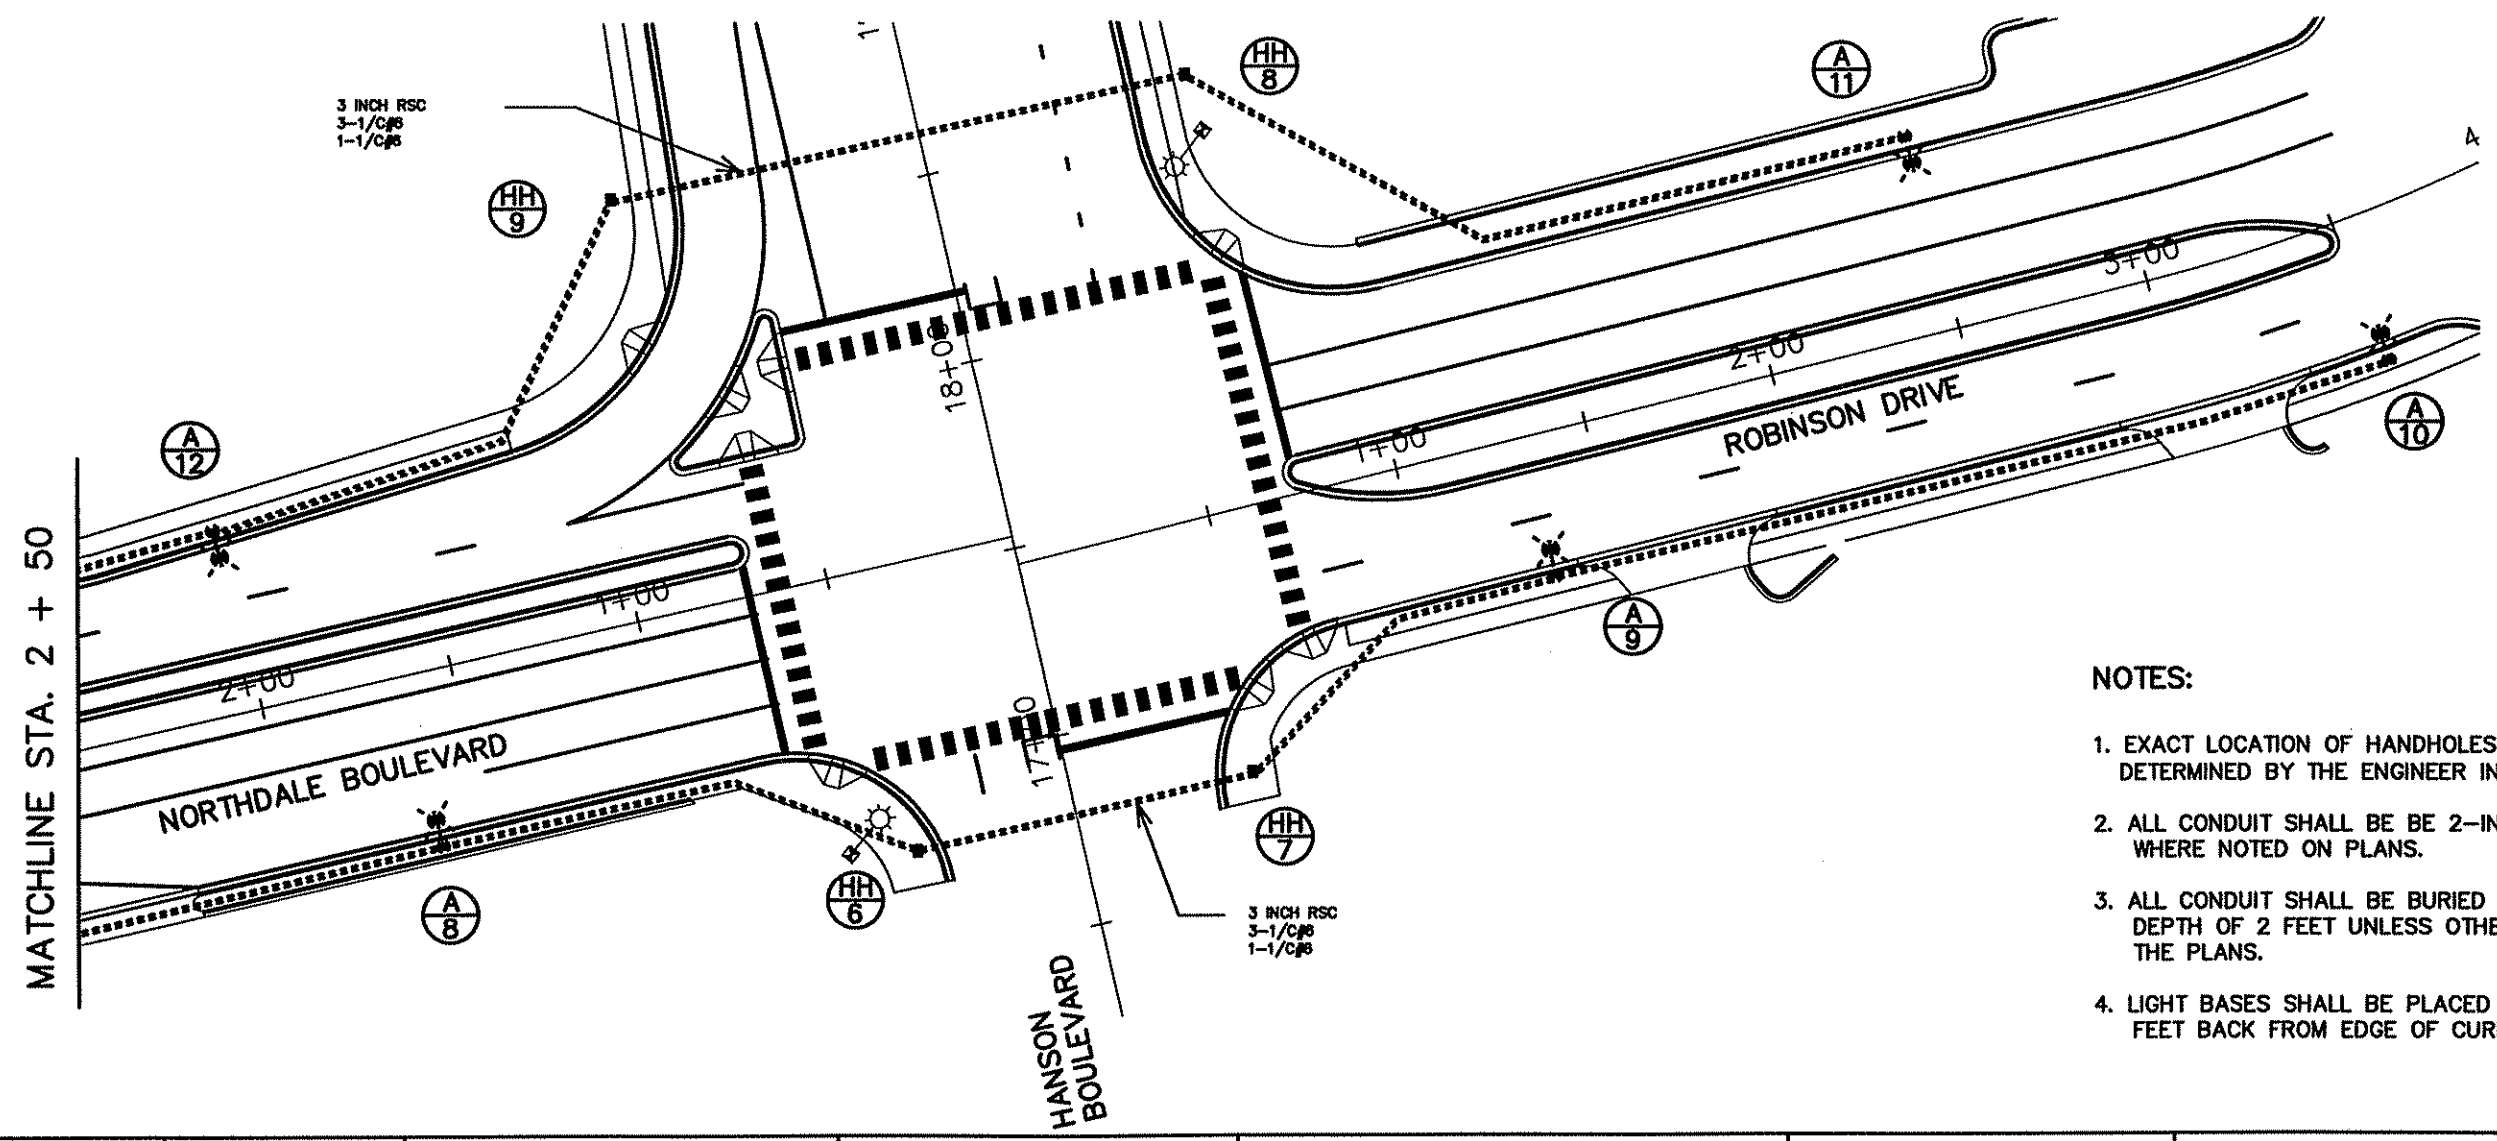 3 INCH RSC
3-1/C#6
1-1/C#6
HH
8
A
11
HH
9
4
A
12
18+00
3+00
2+00
1+00
ROBINSON DRIVE
A
10
MATCHLINE STA. 2 + 50
1+00
2+00
NORTHDALE BOULEVARD
A
9
17+00
A
8
HH
6
HH
7
3 INCH RSC
3-1/C#6
1-1/C#6
HANSON
BOULEVARD
NOTES:
1. EXACT LOCATION OF HANDHOLES
DETERMINED BY THE ENGINEER IN
2. ALL CONDUIT SHALL BE BE 2-IN
WHERE NOTED ON PLANS.
3. ALL CONDUIT SHALL BE BURIED
DEPTH OF 2 FEET UNLESS OTHE
THE PLANS.
4. LIGHT BASES SHALL BE PLACED
FEET BACK FROM EDGE OF CUR